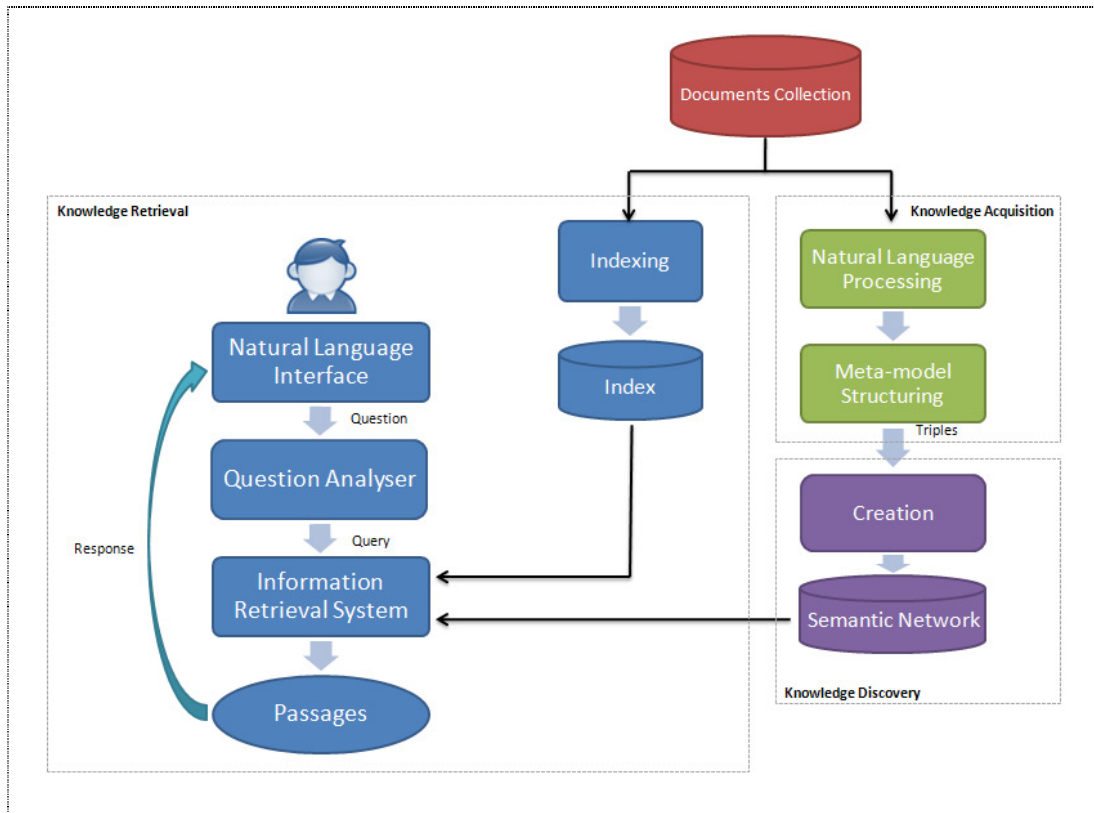 Documents Collection
Knowledge Retrieval
Knowledge Acquisition
Indexing
Natural Language
Processing
Natural Language
Interface
Index
Meta-model
Structuring
Question
Triples
Question Analyser
Creation
Query
Response
Information
Retrieval System
Semantic Network
Knowledge Discovery
Passages